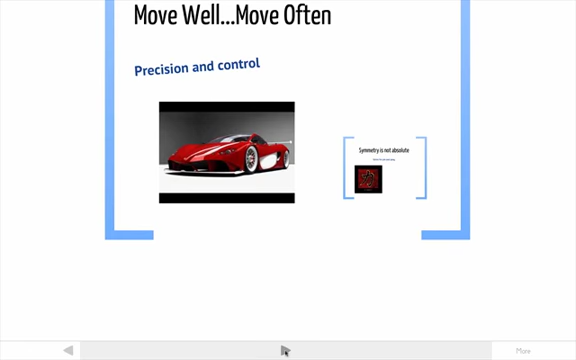 Move Well...Move Often
Precision and control
Symmetry is not absolute
More